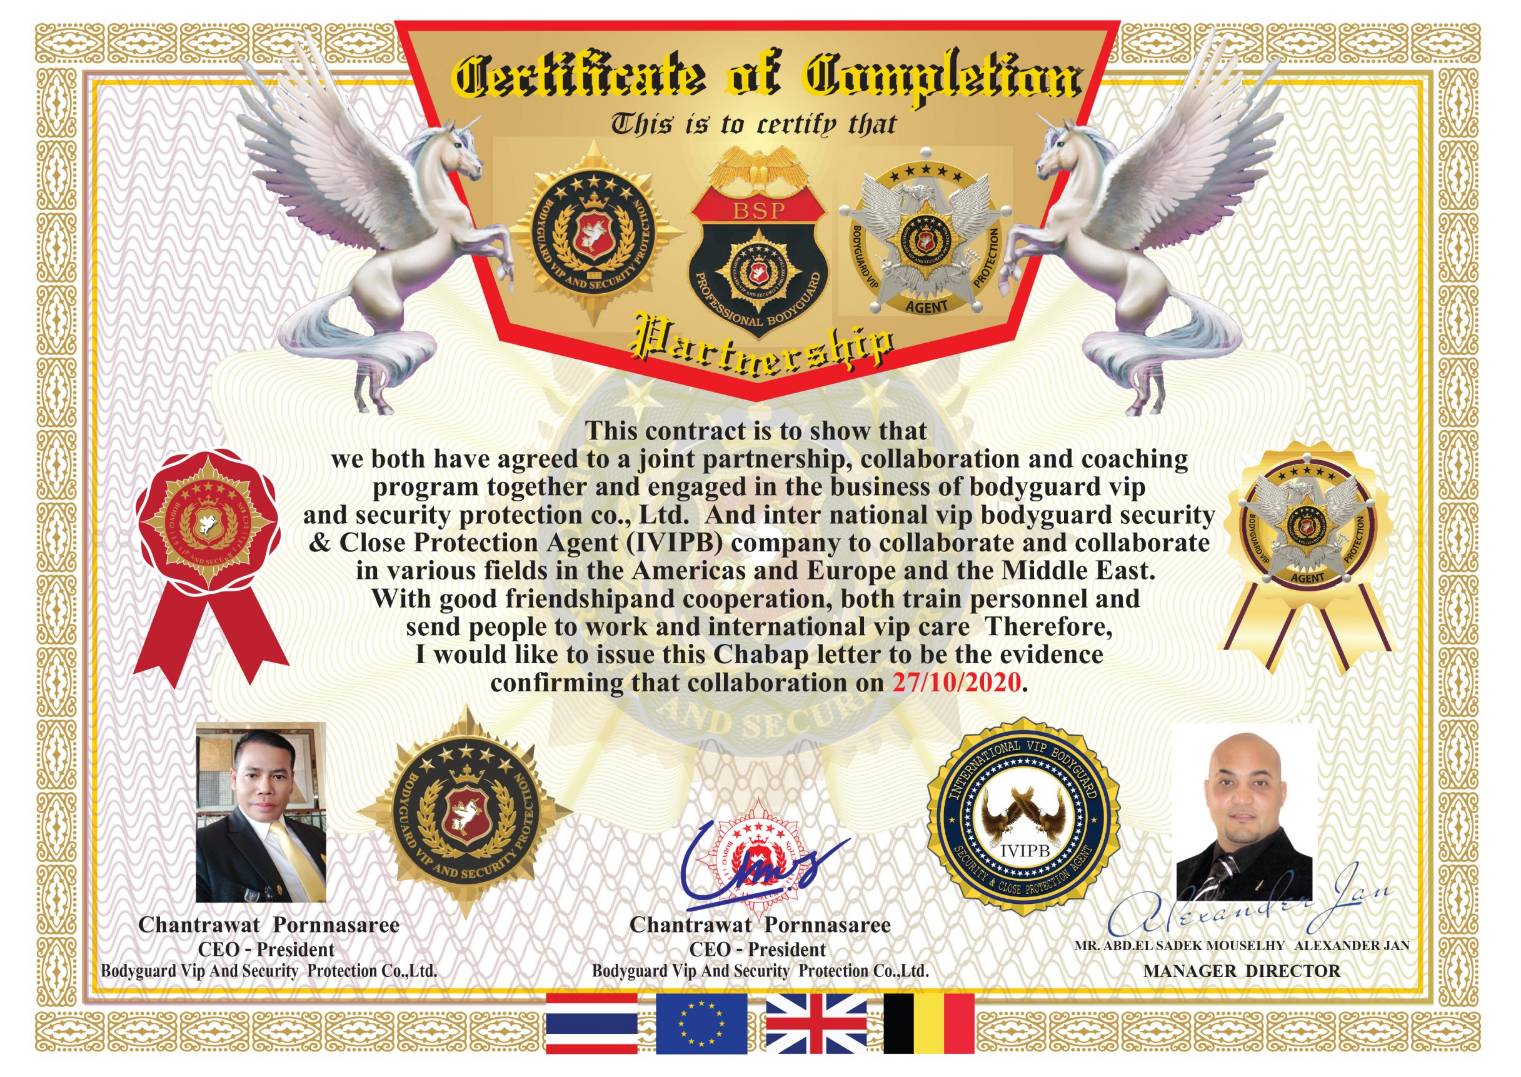 Certificate of Completion
This is to certify that
BODYGUARD VIP AND SECURITY PROTECTION
BSP
PROFESSIONAL BODYGUARD
BODYGUARD VIP
PROTECTION
AGENT
Partnership
This contract is to show that
we both have agreed to a joint partnership, collaboration and coaching
program together and engaged in the business of bodyguard vip
and security protection co., Ltd.  And inter national vip bodyguard security
& Close Protection Agent (IVIPB) company to collaborate and collaborate
in various fields in the Americas and Europe and the Middle East.
With good friendshipand cooperation, both train personnel and
send people to work and international vip care  Therefore,
I would like to issue this Chabap letter to be the evidence
confirming that collaboration on 27/10/2020.
BODYGUARD VIP
PROTECTION
AGENT
AND SECURI
BODYGUARD VIP AND SECURITY PROTECTION
INTERNATIONAL VIP BODYGUARD
IVIPB
SECURITY & CLOSE PROTECTION AGENT
Alexander Jan
Chantrawat  Pornnasaree
CEO - President
Bodyguard Vip And Security  Protection Co.,Ltd.
Chantrawat  Pornnasaree
CEO - President
Bodyguard Vip And Security  Protection Co.,Ltd.
MR. ABD.EL SADEK MOUSELHY  ALEXANDER JAN
MANAGER  DIRECTOR